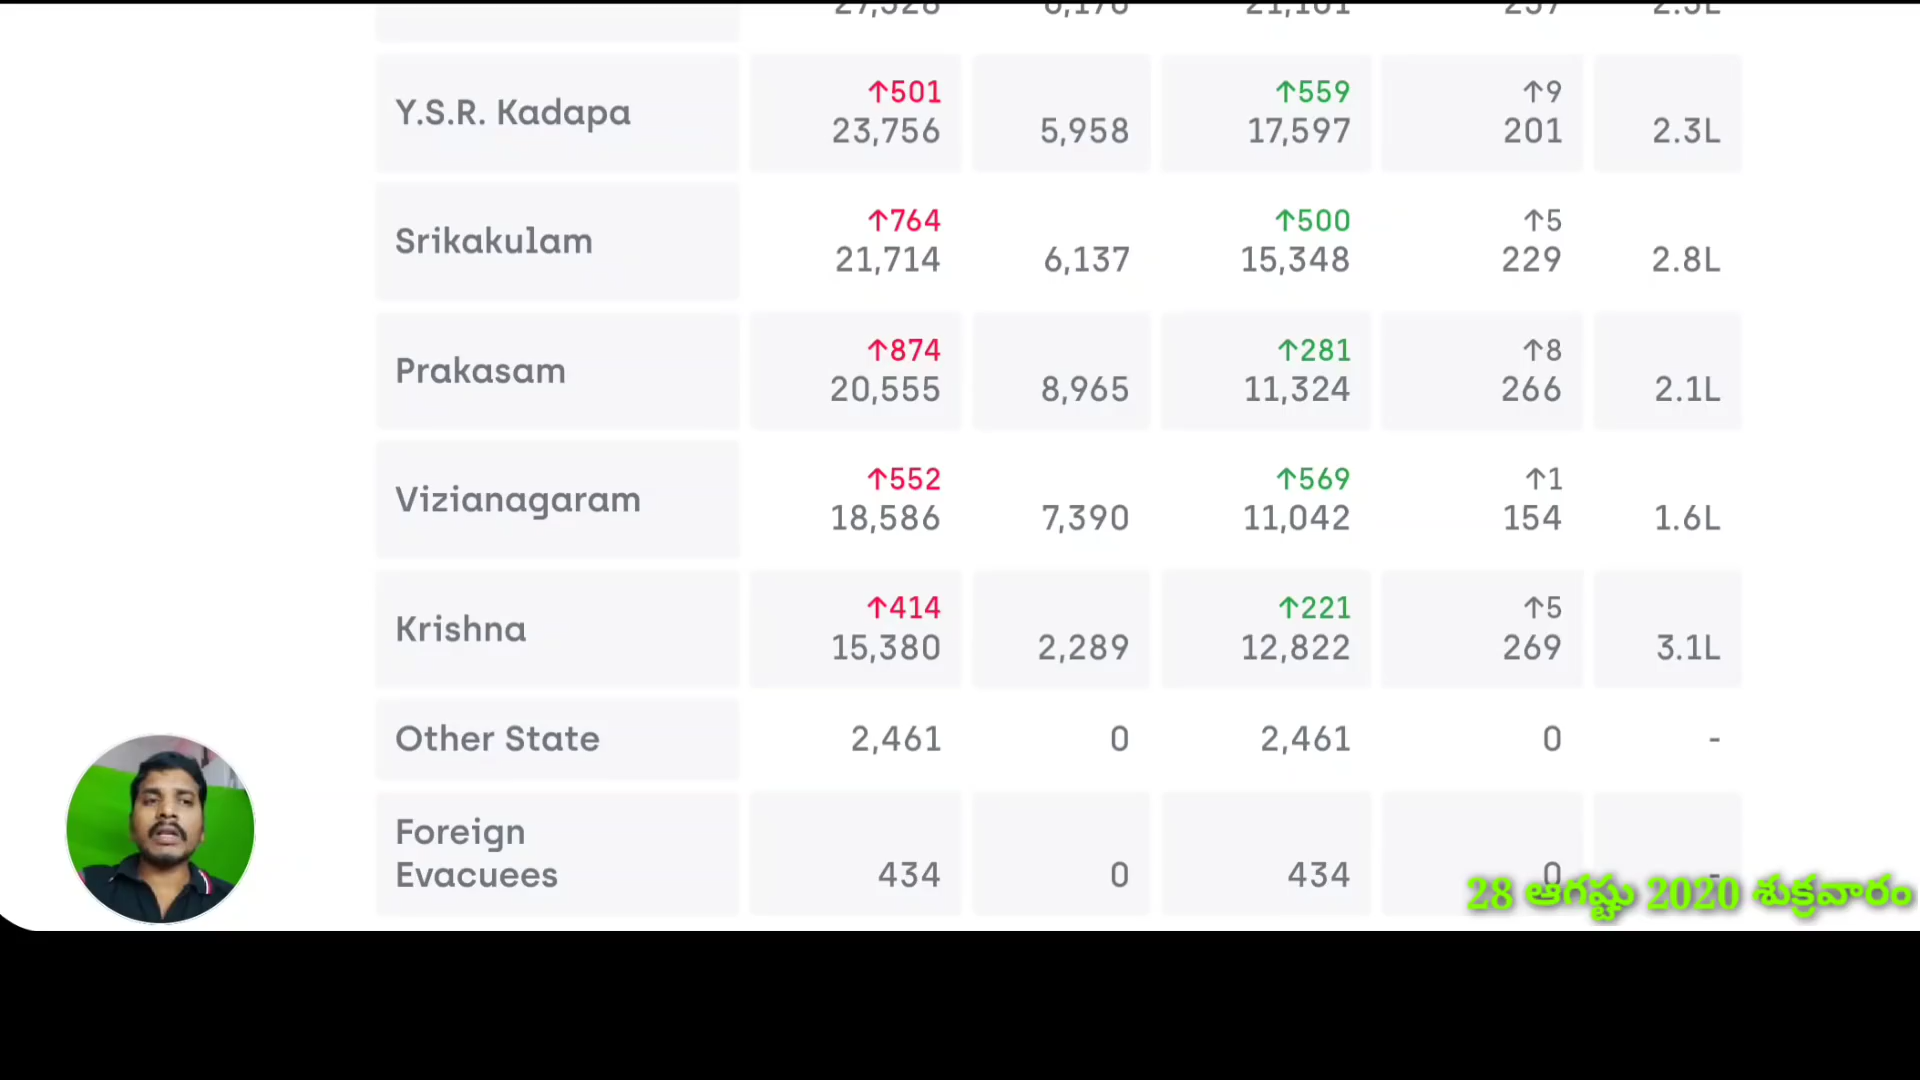 Y.S.R. Kadapa ↑501 23,756 5,958 ↑559 17,597 ↑9 201 2.3L
Srikakulam ↑764 21,714 6,137 ↑500 15,348 ↑5 229 2.8L
Prakasam ↑874 20,555 8,965 ↑281 11,324 ↑8 266 2.1L
Vizianagaram ↑552 18,586 7,390 ↑569 11,042 ↑1 154 1.6L
Krishna ↑414 15,380 2,289 ↑221 12,822 ↑5 269 3.1L
Other State 2,461 0 2,461 0 -
Foreign
Evacuees 434 0 434 0 -
28 ఆగష్టు 2020 శుక్రవారం